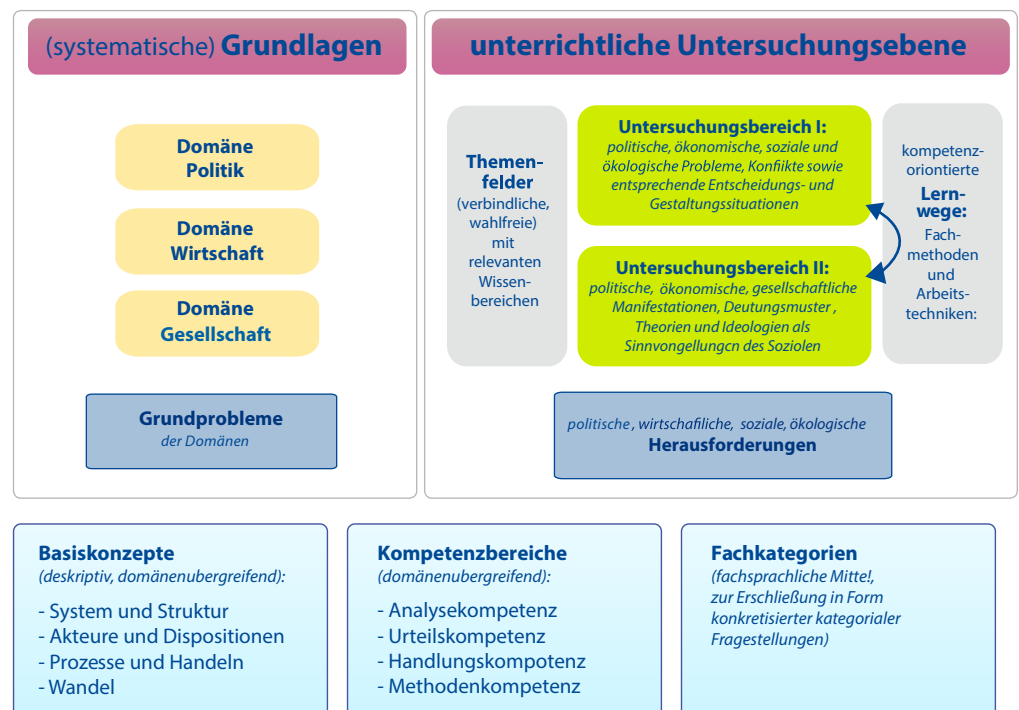 (systematische) Grundlagen
Domäne
Politik
Domäne
Wirtschaft
Domäne
Gesellschaft
Grundprobleme
der Domänen
unterrichtliche Untersuchungsebene
Themen-
felder
(verbindliche,
wahlfreie)
mit
relevanten
Wissen-
bereichen
Untersuchungsbereich I:
politische, ökonomische, soziale und
ökologische Probleme, Konfikte sowie
entsprechende Entscheidungs- und
Gestaltungssituationen
Untersuchungsbereich II:
politische, ökonomische, gesellschaftliche
Manifestationen, Deutungsmuster ,
Theorien und Ideologien als
Sinnvongellungcn des Soziolen
kompetenz-
orientierte
Lern-
wege:
Fach-
methoden
und
Arbeits-
techniken:
politische , wirtschafiliche, soziale, ökologische
Herausforderungen
Basiskonzepte
(deskriptiv, domänenubergreifend):
- System und Struktur
- Akteure und Dispositionen
- Prozesse und Handeln
- Wandel
Kompetenzbereiche
(domänenubergreifend):
- Analysekompetenz
- Urteilskompetenz
- Handlungskompotenz
- Methodenkompetenz
Fachkategorien
(fachsprachliche Mitte!,
zur Erschließung in Form
konkretisierter kategorialer
Fragestellungen)